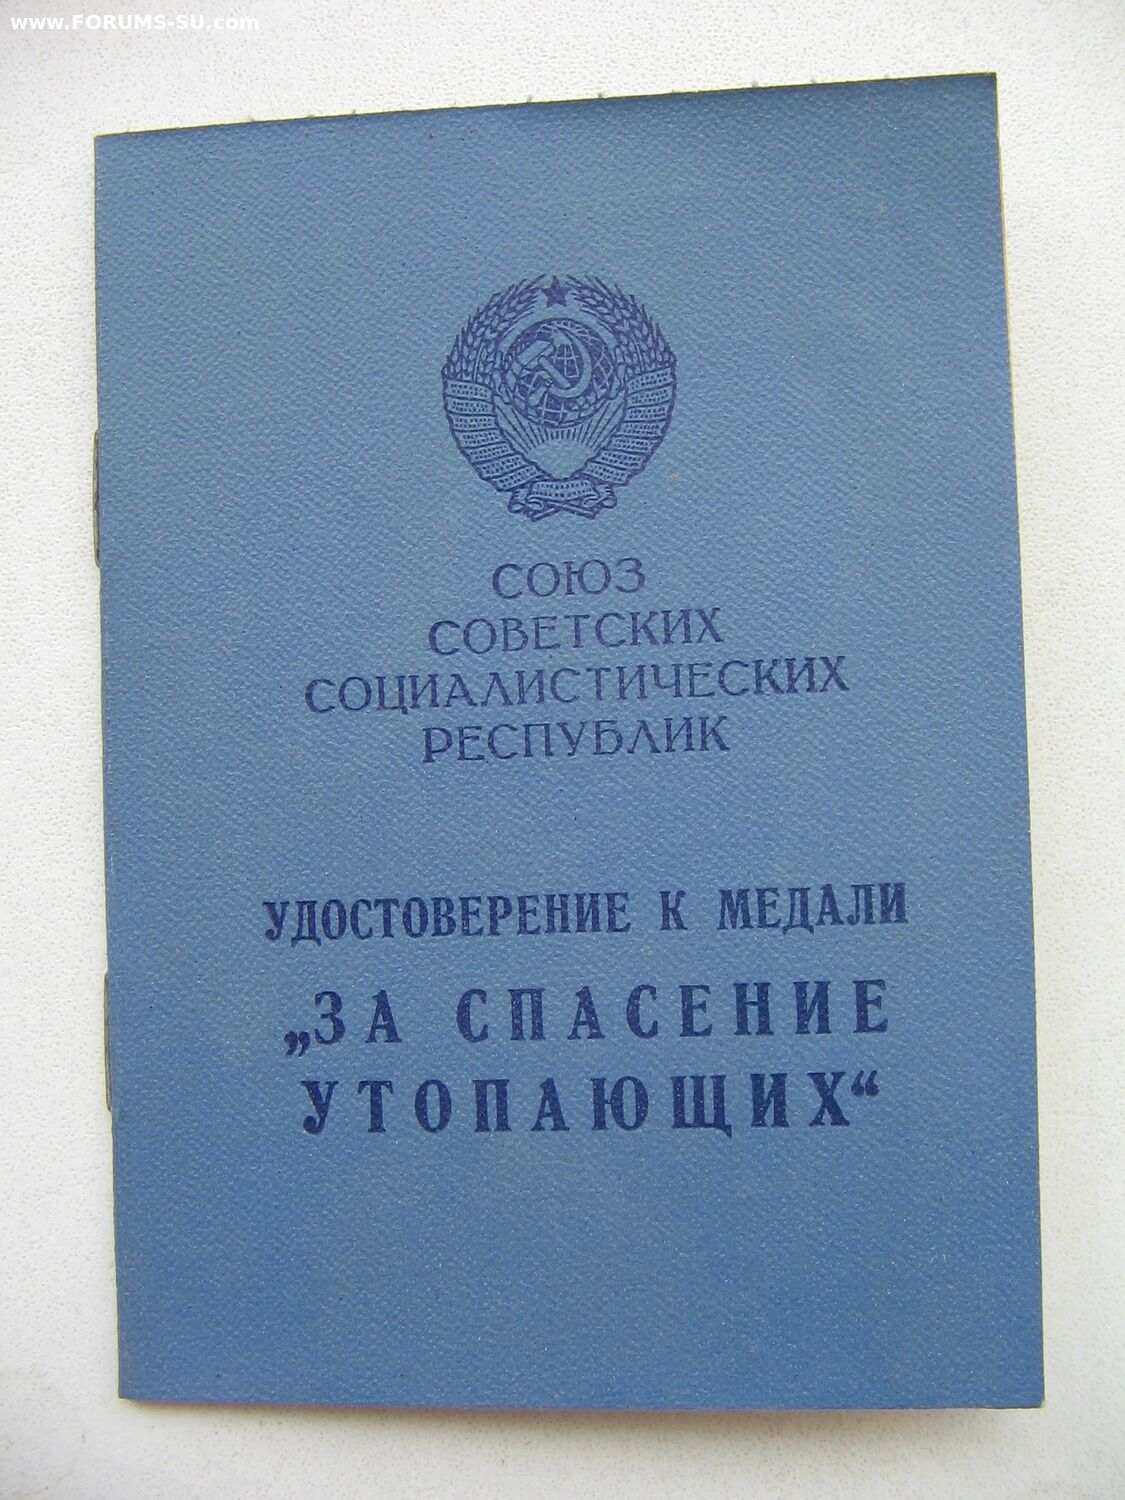 www.FORUMS-SU.com
СОЮЗ
СОВЕТСКИХ
СОЦИАЛИСТИЧЕСКИХ
РЕСПУБЛИК
УДОСТОВЕРЕНИЕ К МЕДАЛИ
„ЗА СПАСЕНИЕ
УТОПАЮЩИХ“